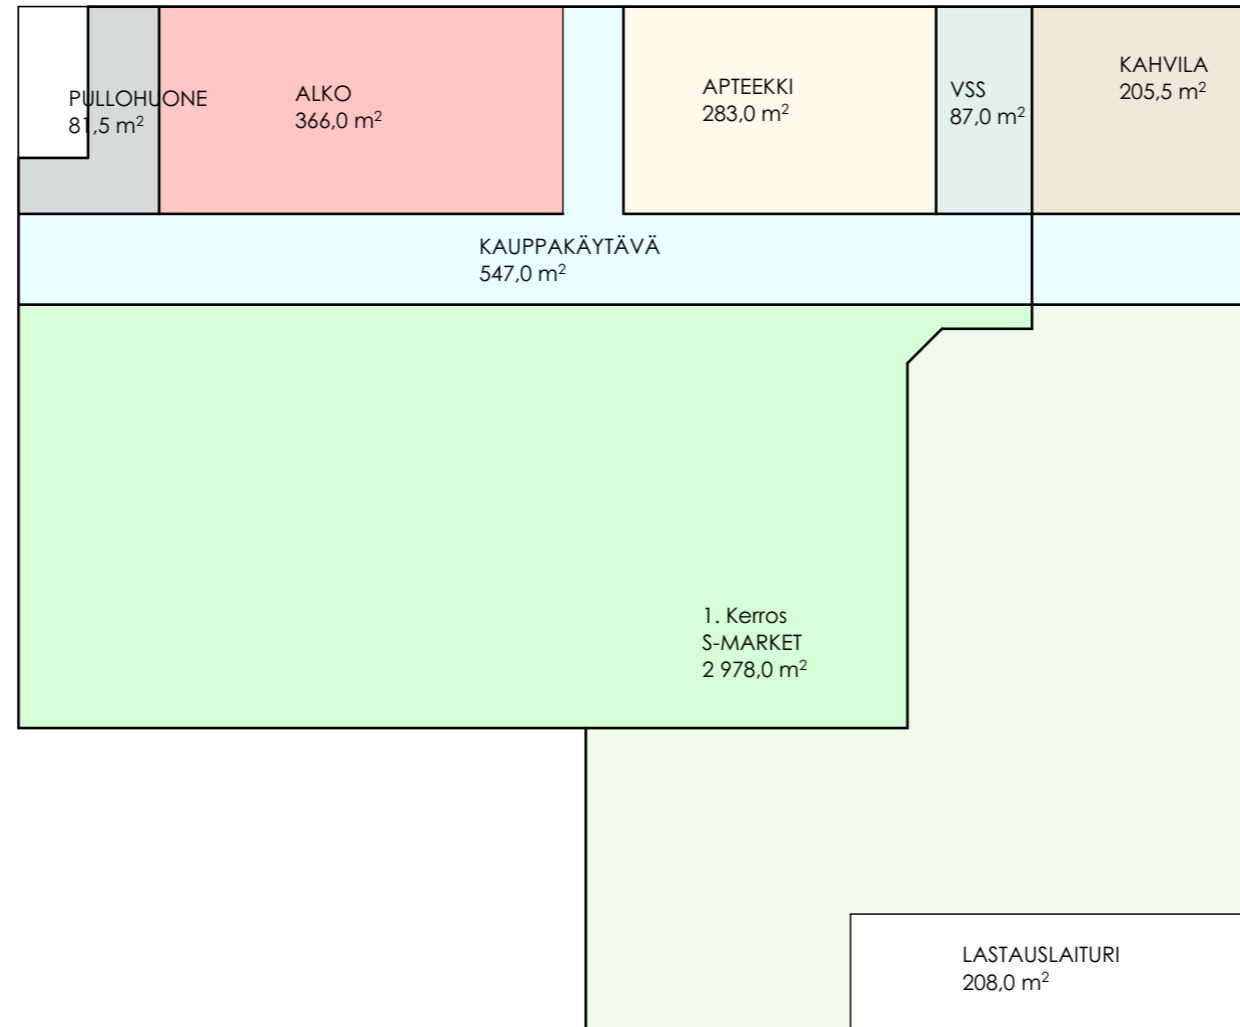 PULLOHUONE
81,5 m²
ALKO
366,0 m²
APTEEKKI
283,0 m²
VSS
87,0 m²
KAHVILA
205,5 m²
KAUPPAKÄYTÄVÄ
547,0 m²
1. Kerros
S-MARKET
2 978,0 m²
LASTAUSLAITURI
208,0 m²